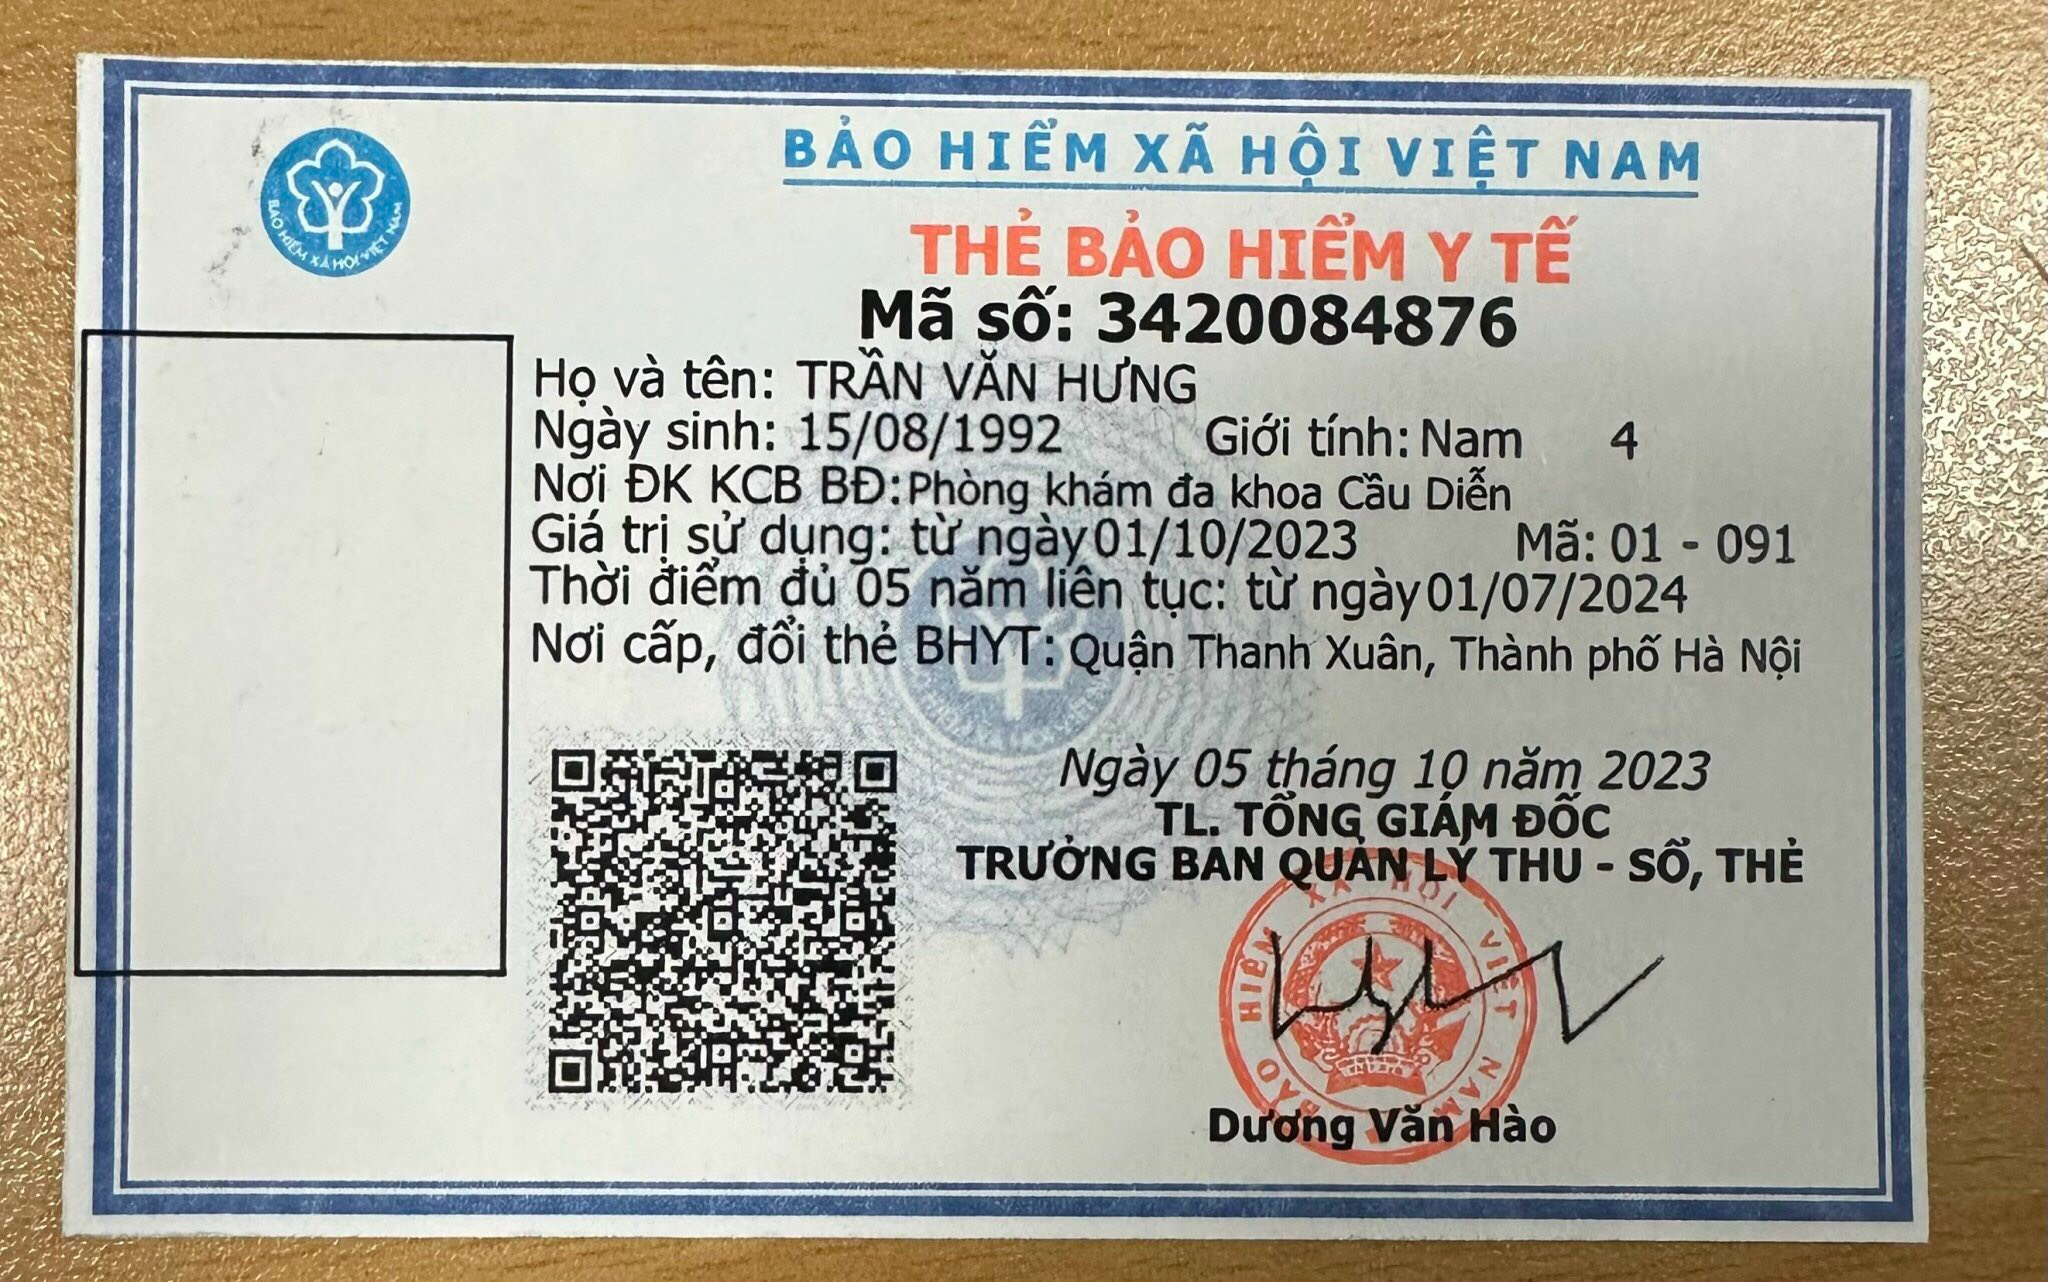 BẢO HIỂM XÃ HỘI VIỆT NAM
BẢO HIỂM XÃ HỘI VIỆT NAM
THẺ BẢO HIỂM Y TẾ
Mã số: 3420084876
Họ và tên: TRẦN VĂN HƯNG
Ngày sinh: 15/08/1992 Giới tính: Nam 4
Nơi ĐK KCB BĐ: Phòng khám đa khoa Cầu Diễn
Giá trị sử dụng: từ ngày 01/10/2023 Mã: 01 - 091
Thời điểm đủ 05 năm liên tục: từ ngày 01/07/2024
Nơi cấp, đổi thẻ BHYT: Quận Thanh Xuân, Thành phố Hà Nội
Ngày 05 tháng 10 năm 2023
TL. TỔNG GIÁM ĐỐC
TRƯỞNG BAN QUẢN LÝ THU - SỔ, THẺ
BẢO HIỂM XÃ HỘI VIỆT NAM
Dương Văn Hào